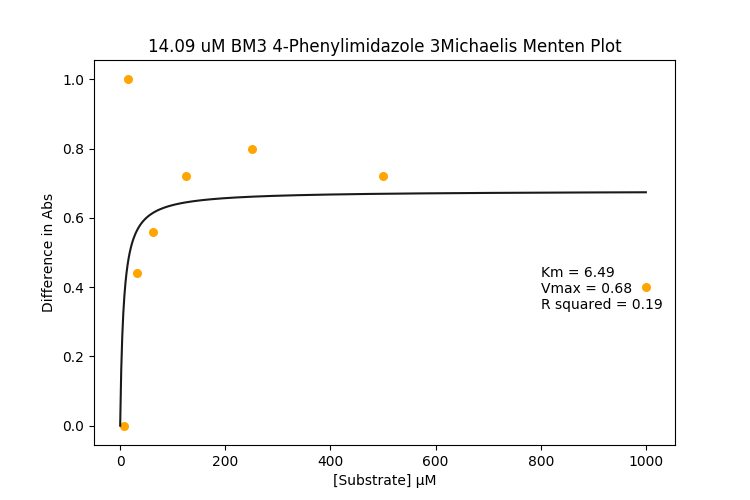 14.09 uM BM3 4-Phenylimidazole 3Michaelis Menten Plot
1.0
0.8
0.6
0.4
0.2
0.0
Difference in Abs
Km = 6.49
Vmax = 0.68
R squared = 0.19
0
200
400
600
800
1000
[Substrate] µM